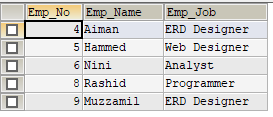 Emp_No Emp_Name Emp_Job
4 Aiman ERD Designer
5 Hammed Web Designer
6 Nini Analyst
8 Rashid Programmer
9 Muzzamil ERD Designer